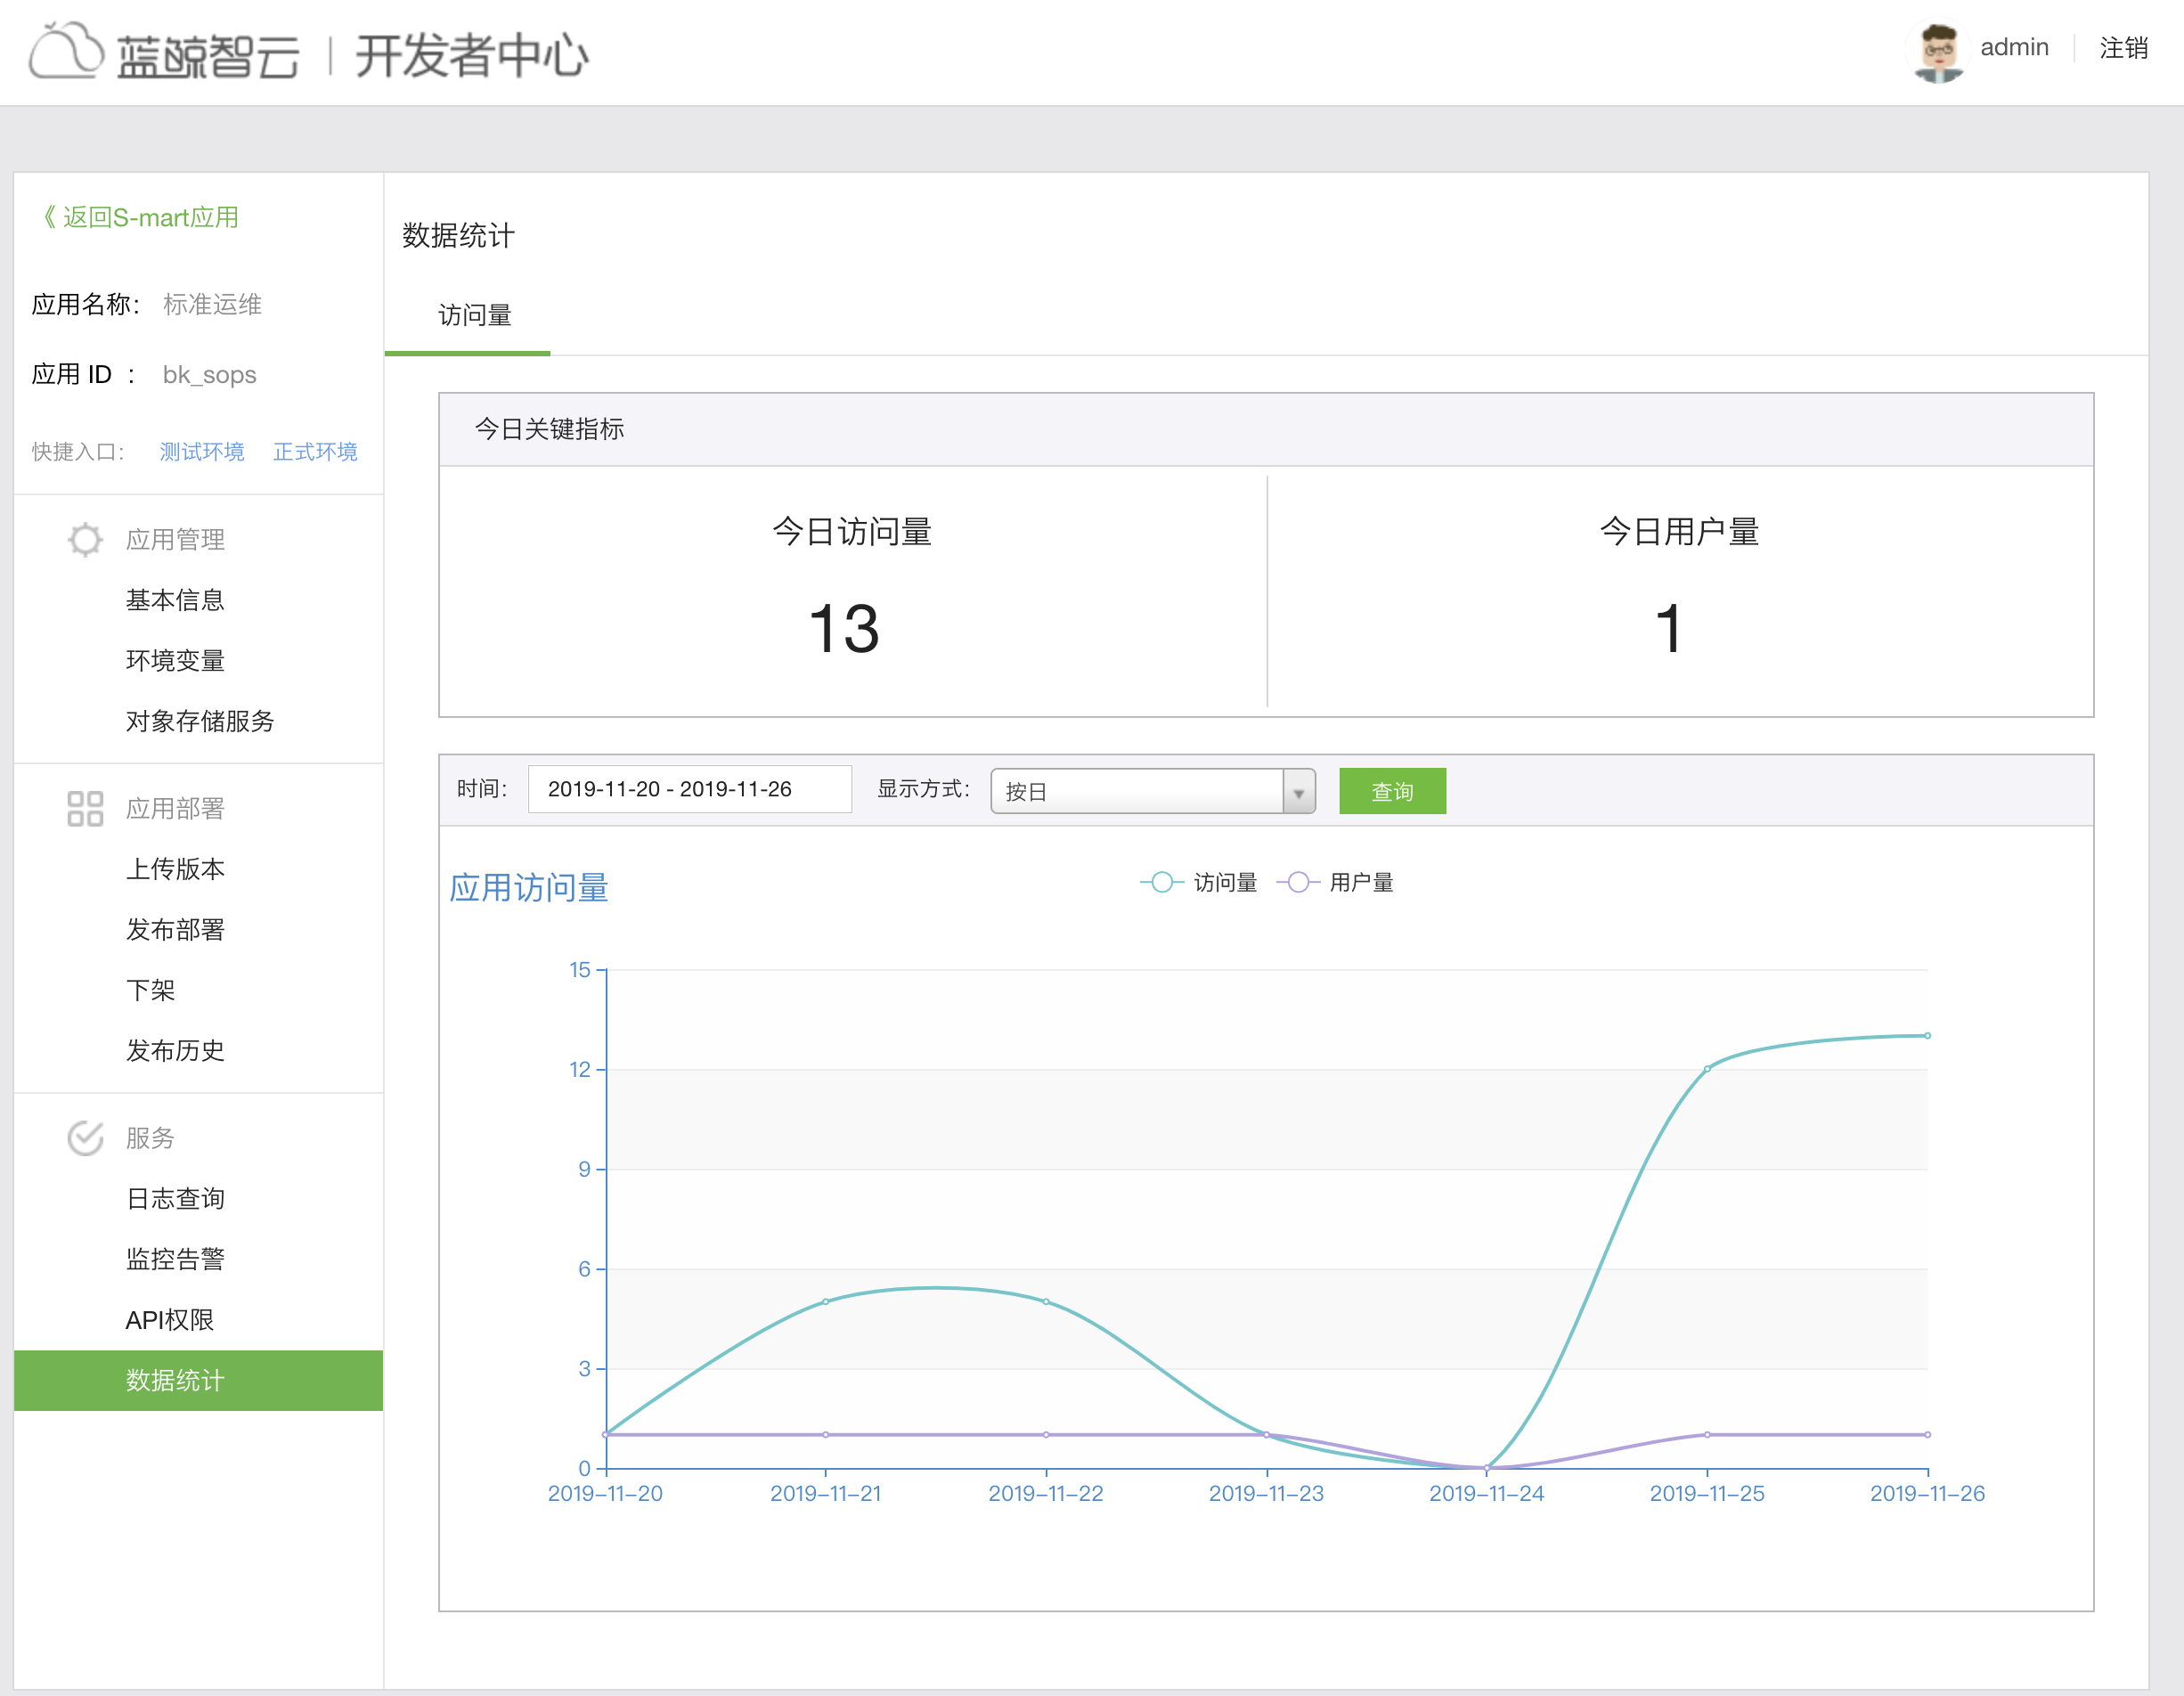 蓝鲸智云 | 开发者中心
admin
注销
《 返回S-mart应用
应用名称： 标准运维
应用 ID ： bk_sops
快捷入口： 测试环境 正式环境
应用管理
基本信息
环境变量
对象存储服务
应用部署
上传版本
发布部署
下架
发布历史
服务
日志查询
监控告警
API权限
数据统计
数据统计
访问量
今日关键指标
今日访问量
13
今日用户量
1
时间： 2019-11-20 - 2019-11-26 显示方式： 按日 查询
应用访问量
访问量 用户量
15
12
9
6
3
0
2019-11-20 2019-11-21 2019-11-22 2019-11-23 2019-11-24 2019-11-25 2019-11-26